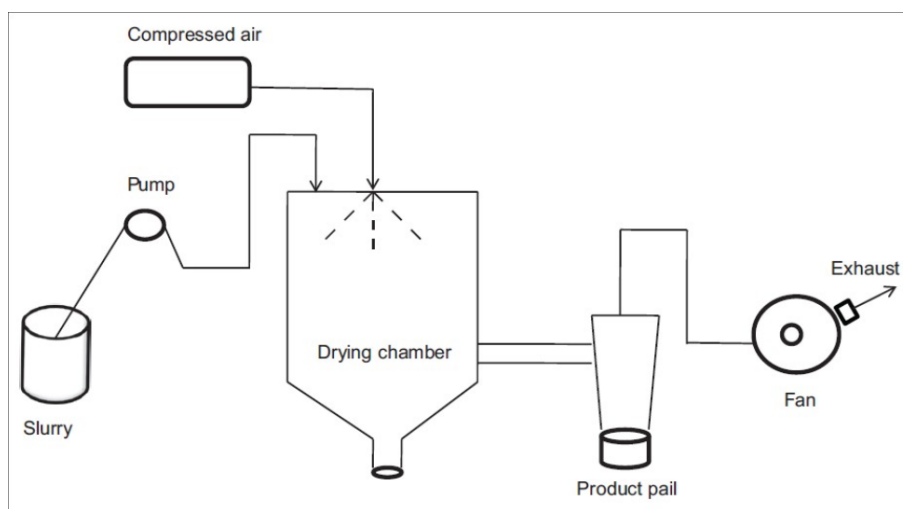 Compressed air
Pump
Exhaust
Drying chamber
Fan
Slurry
Product pail